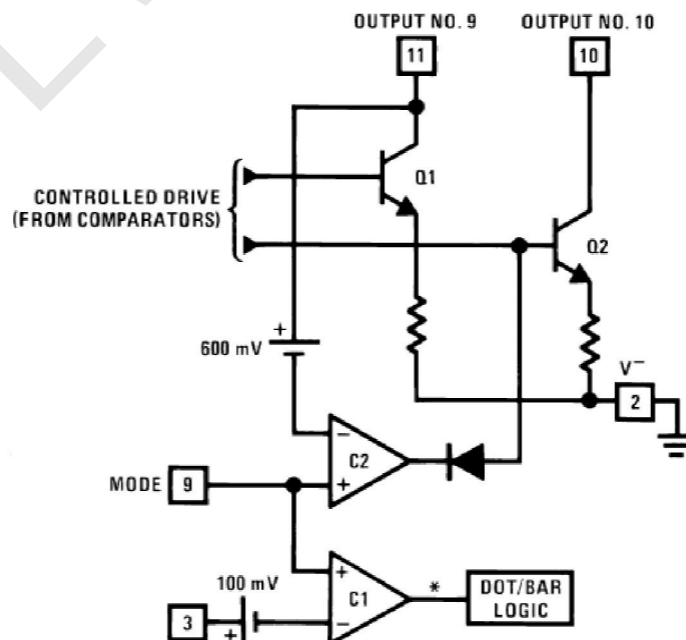 OUTPUT NO. 9
OUTPUT NO. 10
11
10
Q1
CONTROLLED DRIVE
(FROM COMPARATORS)
Q2
+
600 mV
V−
2
−
C2
MODE
9
+
100 mV
+
C1
*
DOT/BAR
LOGIC
3
+
−